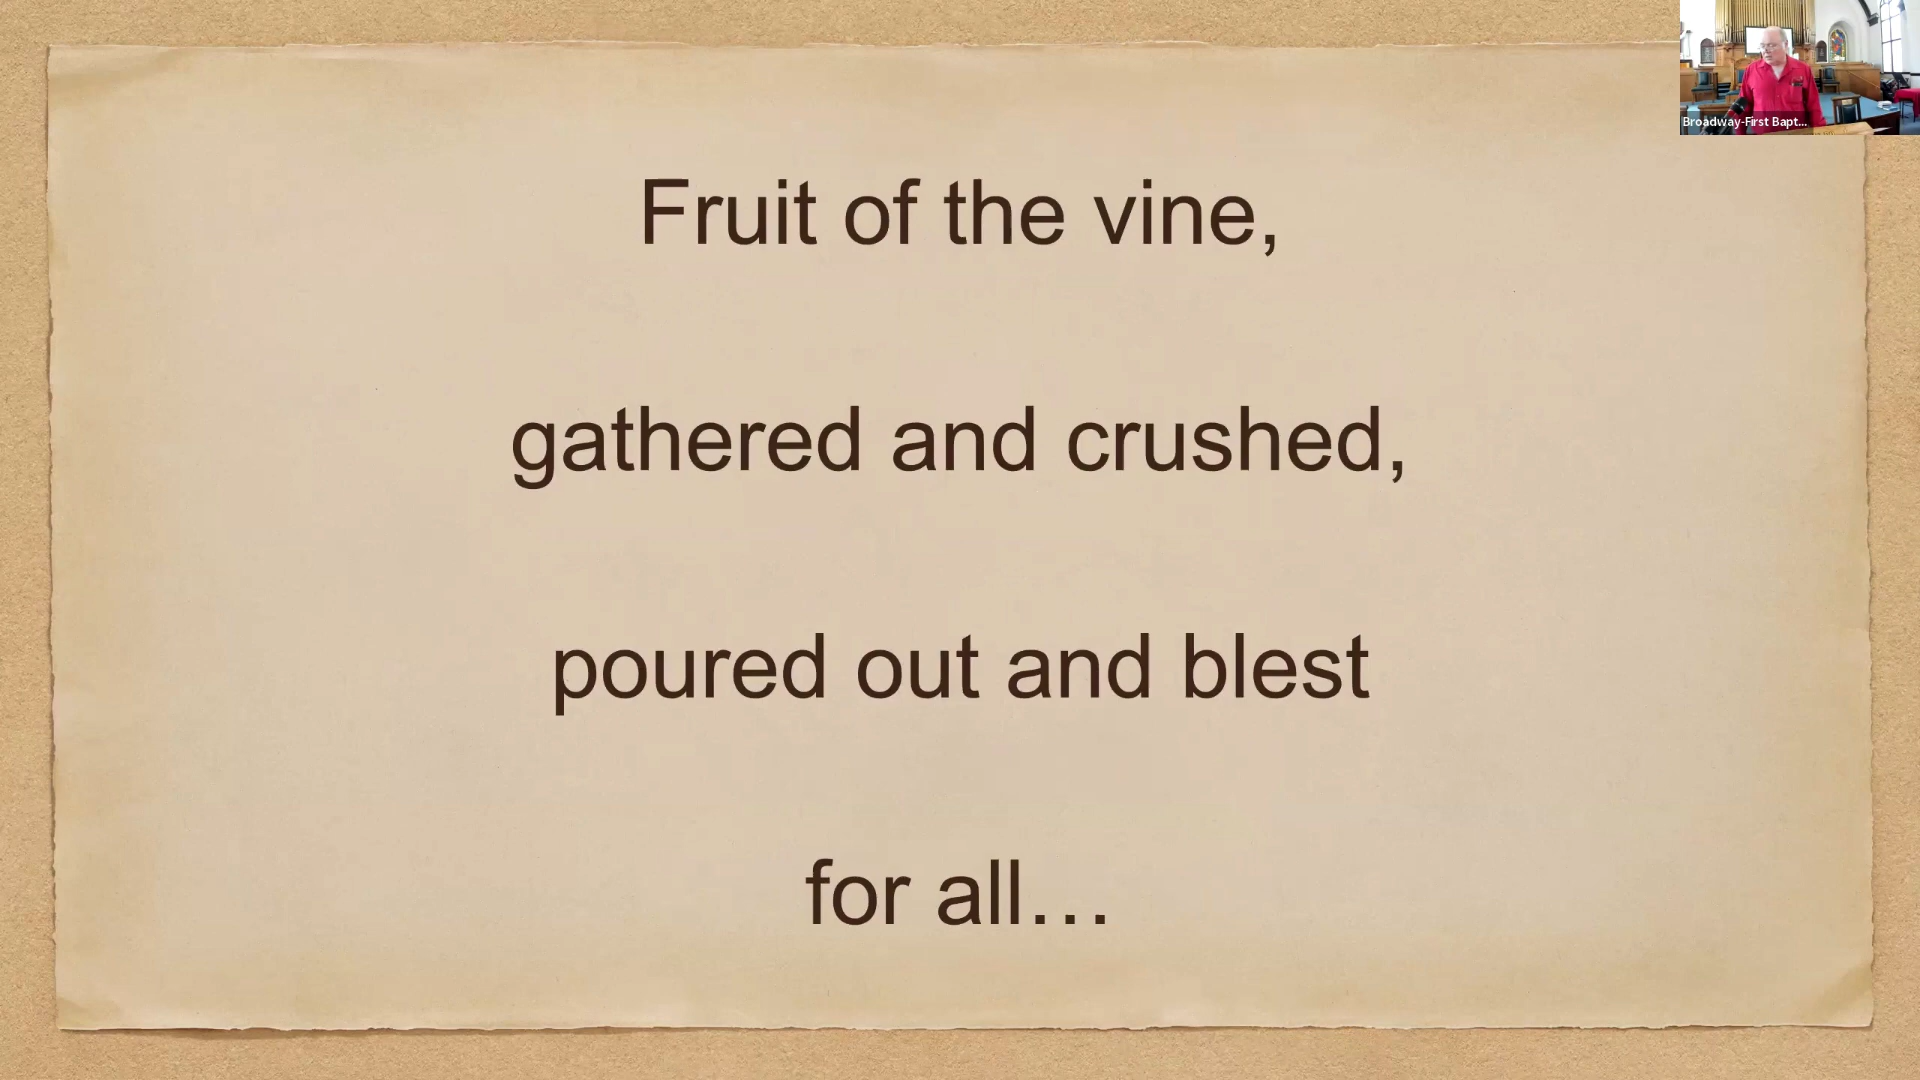 Fruit of the vine,
gathered and crushed,
poured out and blest
for all…
Broadway-First Bapt...